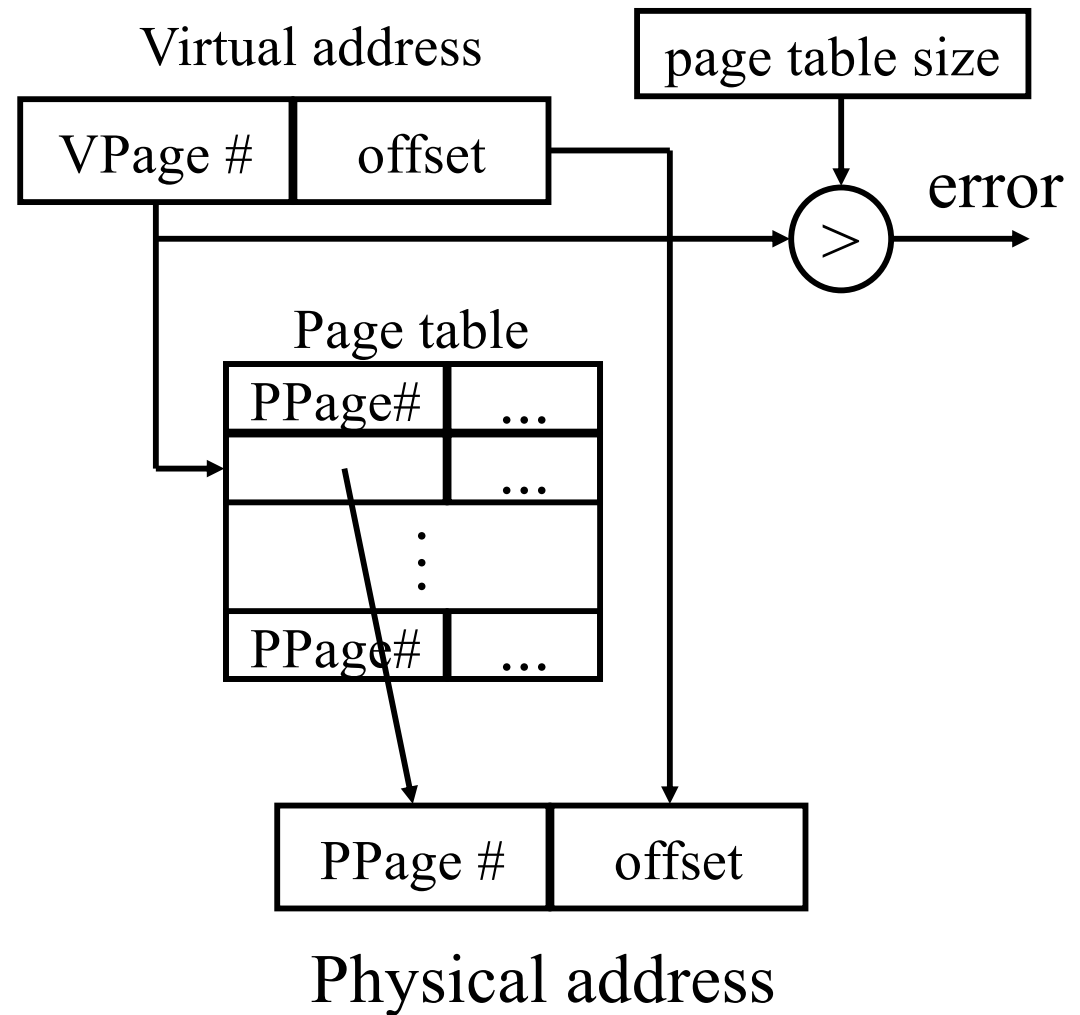 Virtual address
page table size
VPage # offset
error
>
Page table
PPage# ...
...
⋮
PPage# ...
PPage # offset
Physical address